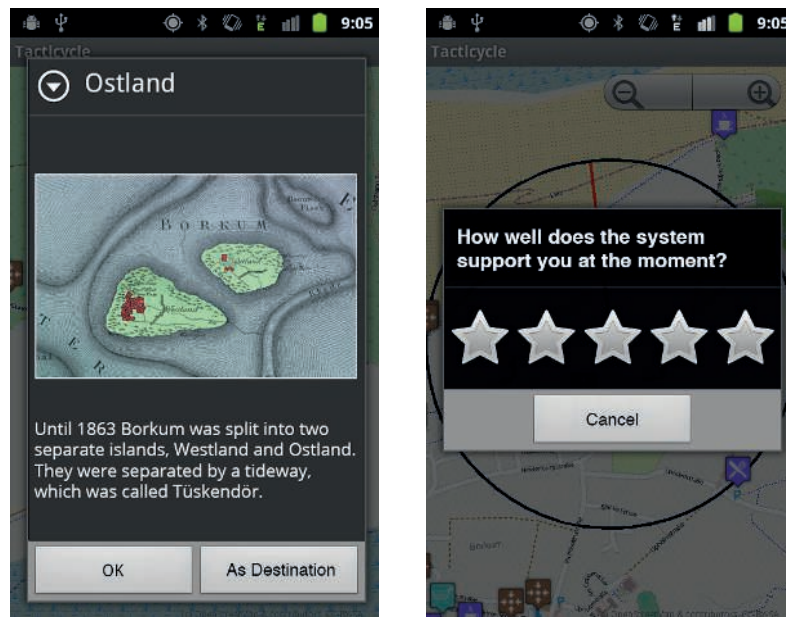 9:05
Tacticycle
Ostland
BORKUM
Westland
Until 1863 Borkum was split into two
separate islands, Westland and Ostland.
They were separated by a tideway,
which was called Tüskendör.
OK
As Destination
9:05
Tacticycle
How well does the system
support you at the moment?
Cancel
Borkum